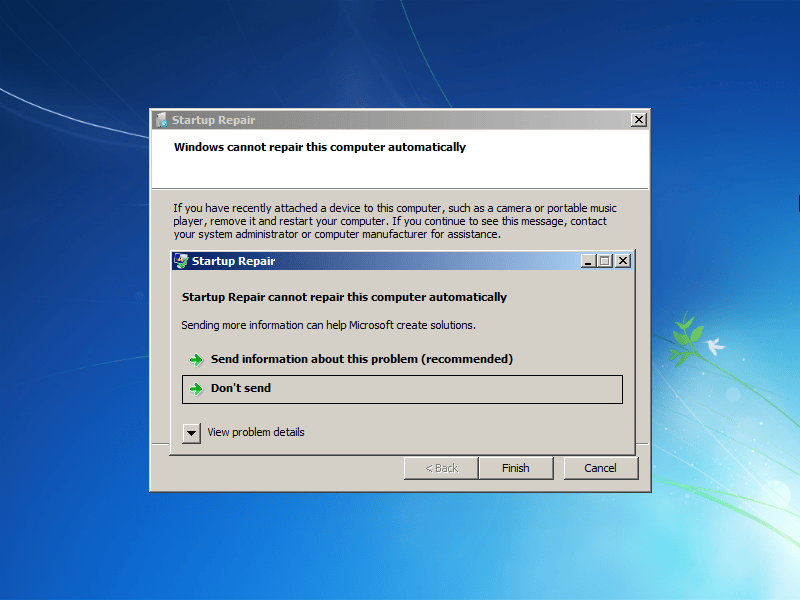 Startup Repair
Windows cannot repair this computer automatically
If you have recently attached a device to this computer, such as a camera or portable music
player, remove it and restart your computer. If you continue to see this message, contact
your system administrator or computer manufacturer for assistance.
Startup Repair
Startup Repair cannot repair this computer automatically
Sending more information can help Microsoft create solutions.
Send information about this problem (recommended)
Don't send
View problem details
< Back
Finish
Cancel